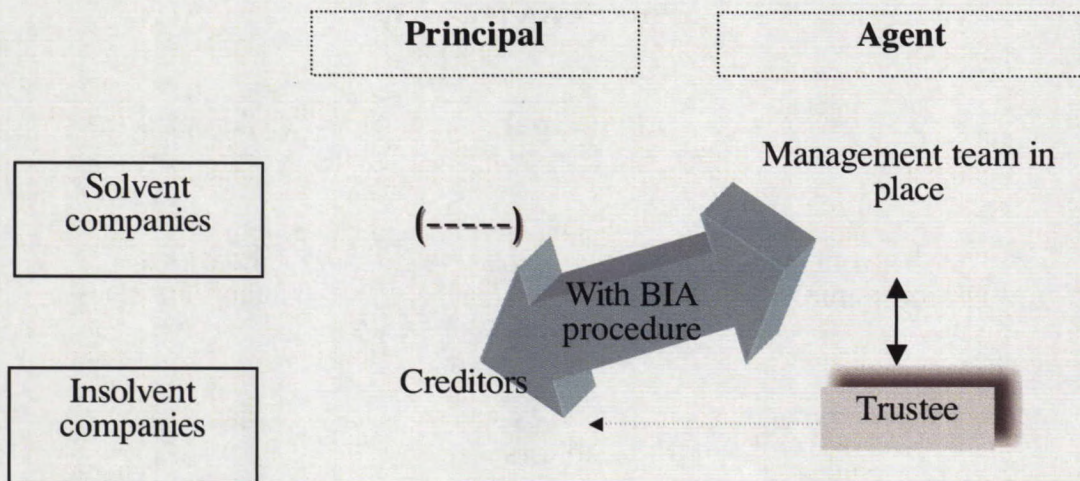 Principal
Agent
Management team in
place
Solvent
companies
(-----)
With BIA
procedure
Creditors
Insolvent
companies
Trustee